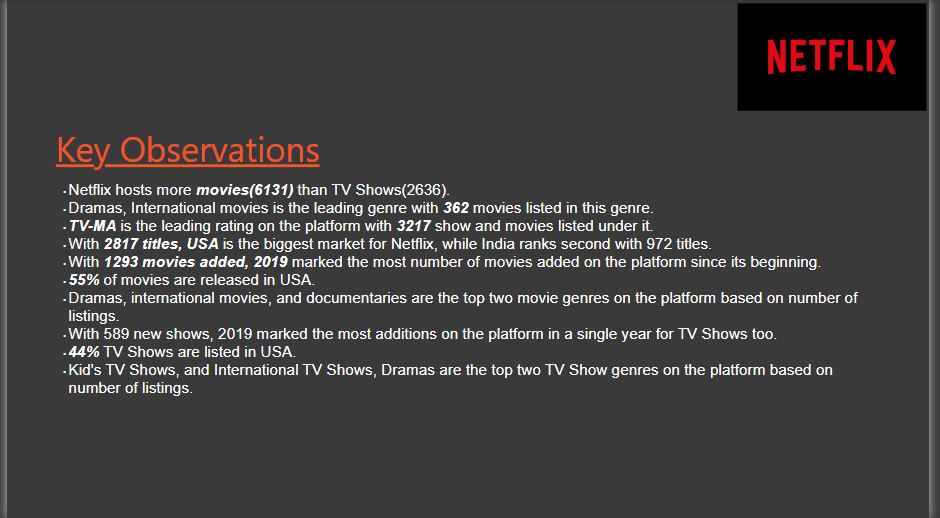 NETFLIX
Key Observations
Netflix hosts more movies(6131) than TV Shows(2636).
Dramas, International movies is the leading genre with 362 movies listed in this genre.
TV-MA is the leading rating on the platform with 3217 show and movies listed under it.
With 2817 titles, USA is the biggest market for Netflix, while India ranks second with 972 titles.
With 1293 movies added, 2019 marked the most number of movies added on the platform since its beginning.
55% of movies are released in USA.
Dramas, international movies, and documentaries are the top two movie genres on the platform based on number of
listings.
With 589 new shows, 2019 marked the most additions on the platform in a single year for TV Shows too.
44% TV Shows are listed in USA.
Kid's TV Shows, and International TV Shows, Dramas are the top two TV Show genres on the platform based on
number of listings.